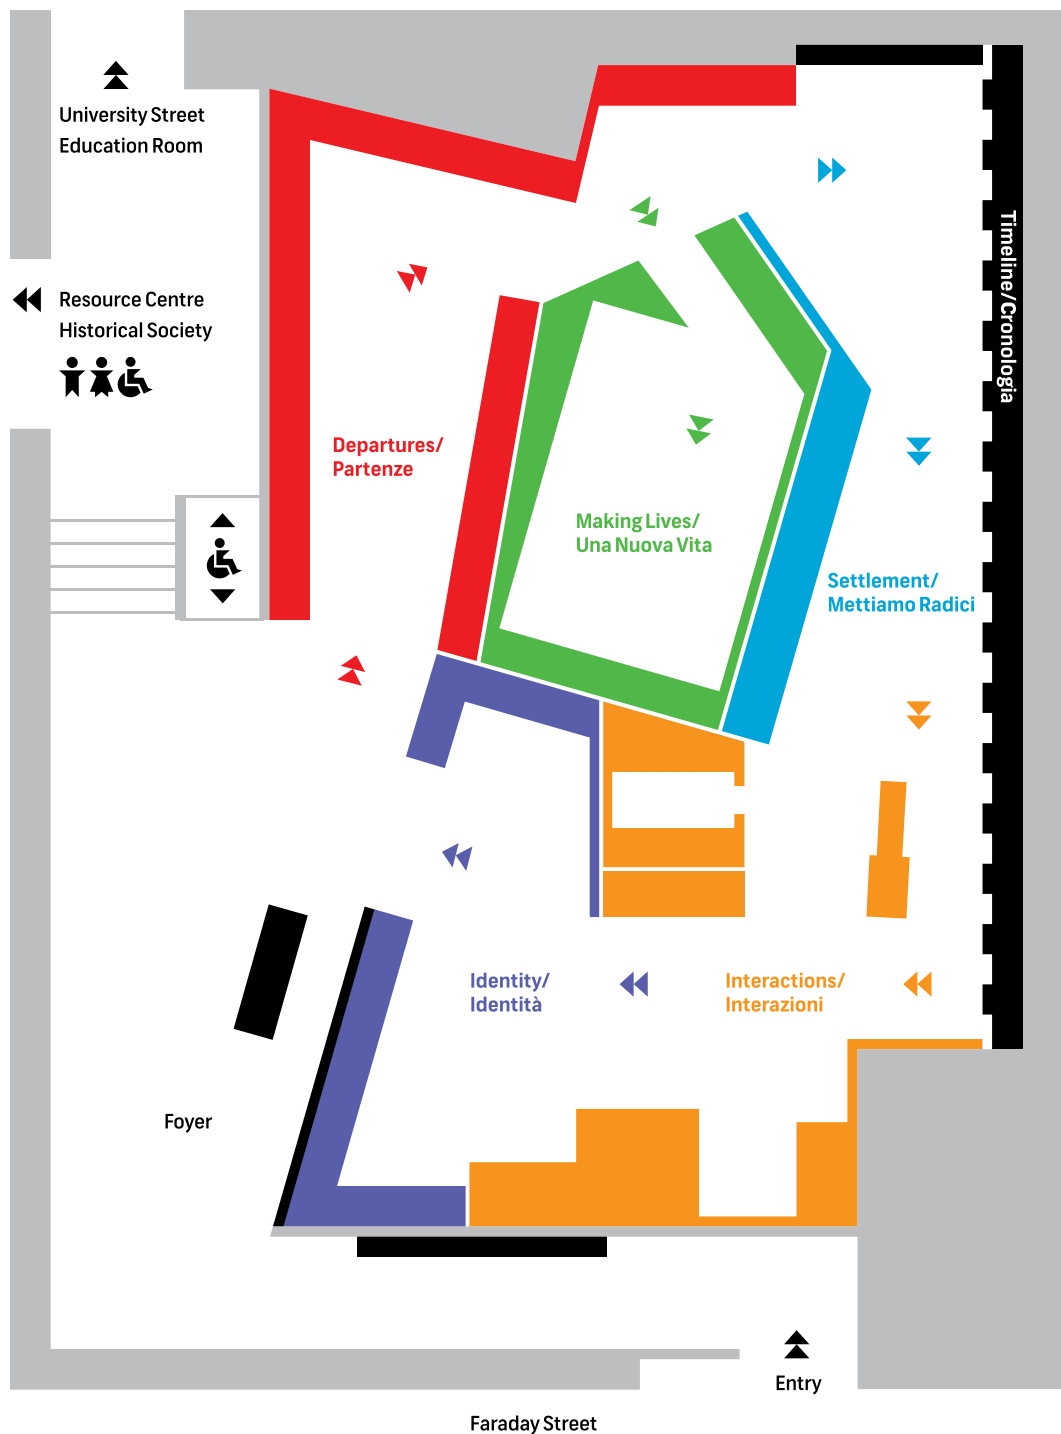 University Street
Education Room
Resource Centre
Historical Society
Timeline/Cronologia
Departures/
Partenze
Making Lives/
Una Nuova Vita
Settlement/
Mettiamo Radici
Identity/
Identità
Interactions/
Interazioni
Foyer
Entry
Faraday Street